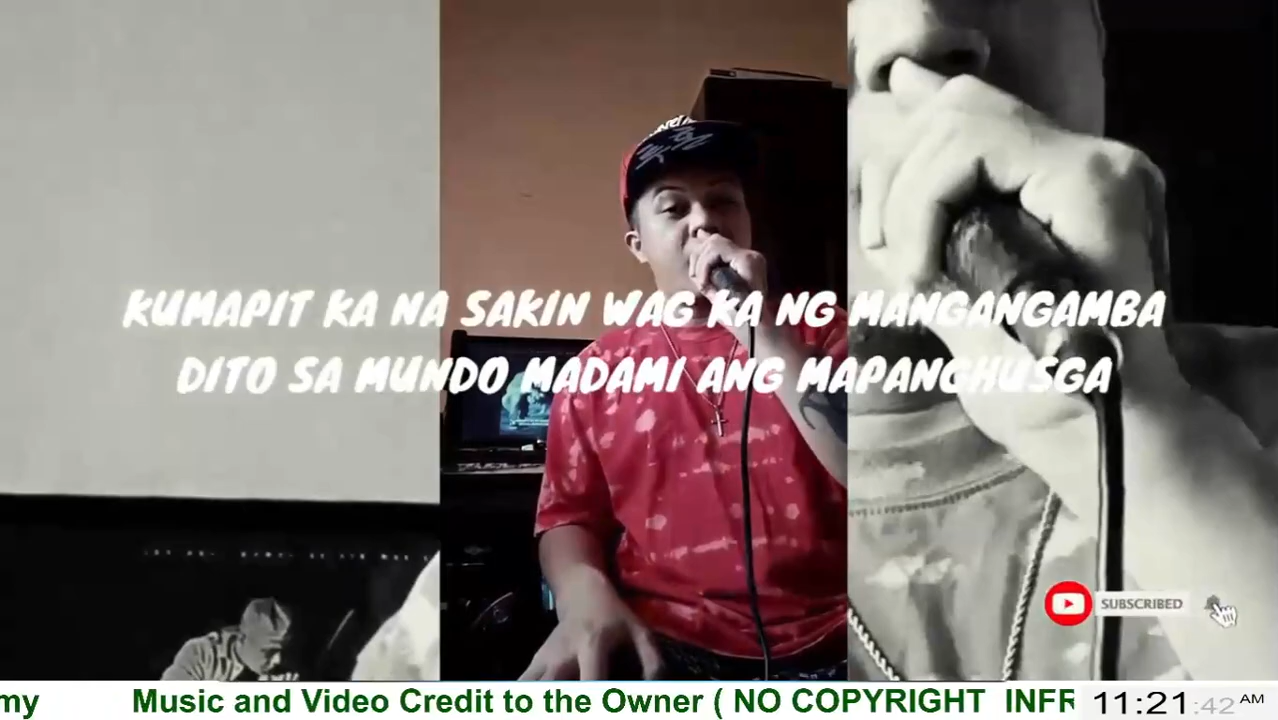 KUMAPIT KA NA SAKIN WAG KA NG MANGANGAMBA
DITO SA MUNDO MADAMI ANG MAPANGHUSGA
SUBSCRIBED
my Music and Video Credit to the Owner ( NO COPYRIGHT INFR
11:21:42 AM